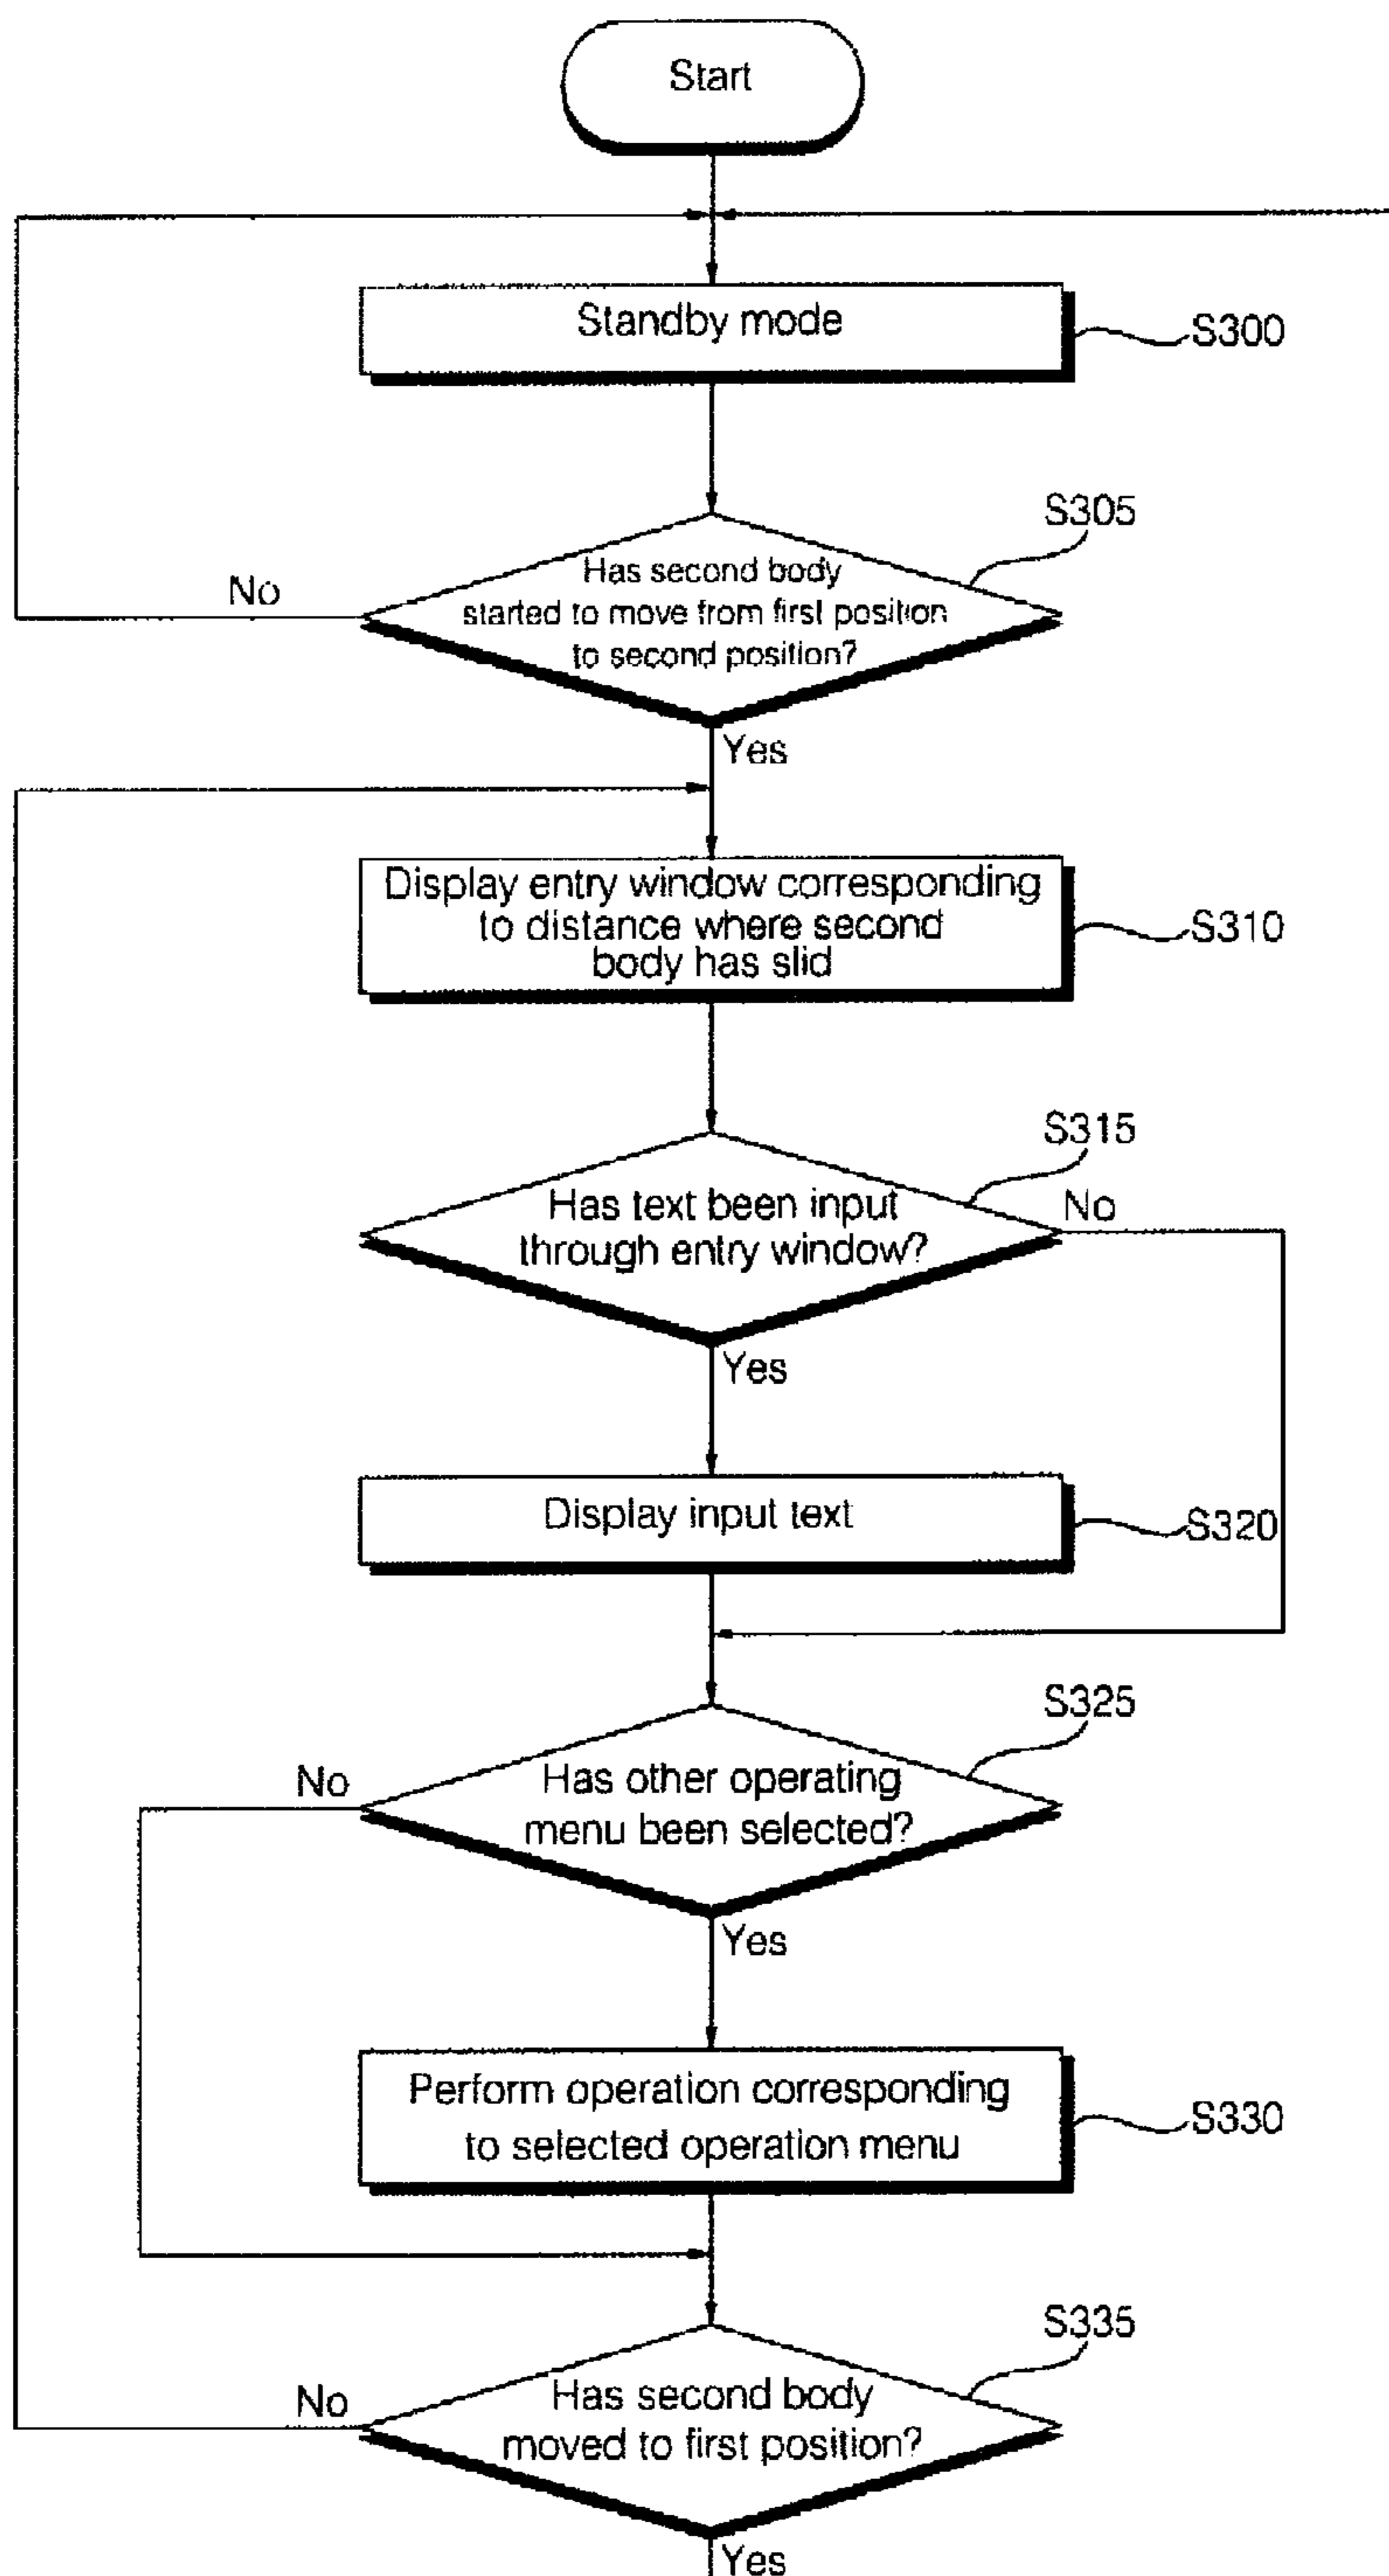 Start
Standby mode
S300
S305
Has second body
started to move from first position
to second position?
No
Yes
Display entry window corresponding
to distance where second
body has slid
S310
S315
Has text been input
through entry window?
No
Yes
Display input text
S320
S325
Has other operating
menu been selected?
No
Yes
Perform operation corresponding
to selected operation menu
S330
S335
Has second body
moved to first position?
No
Yes